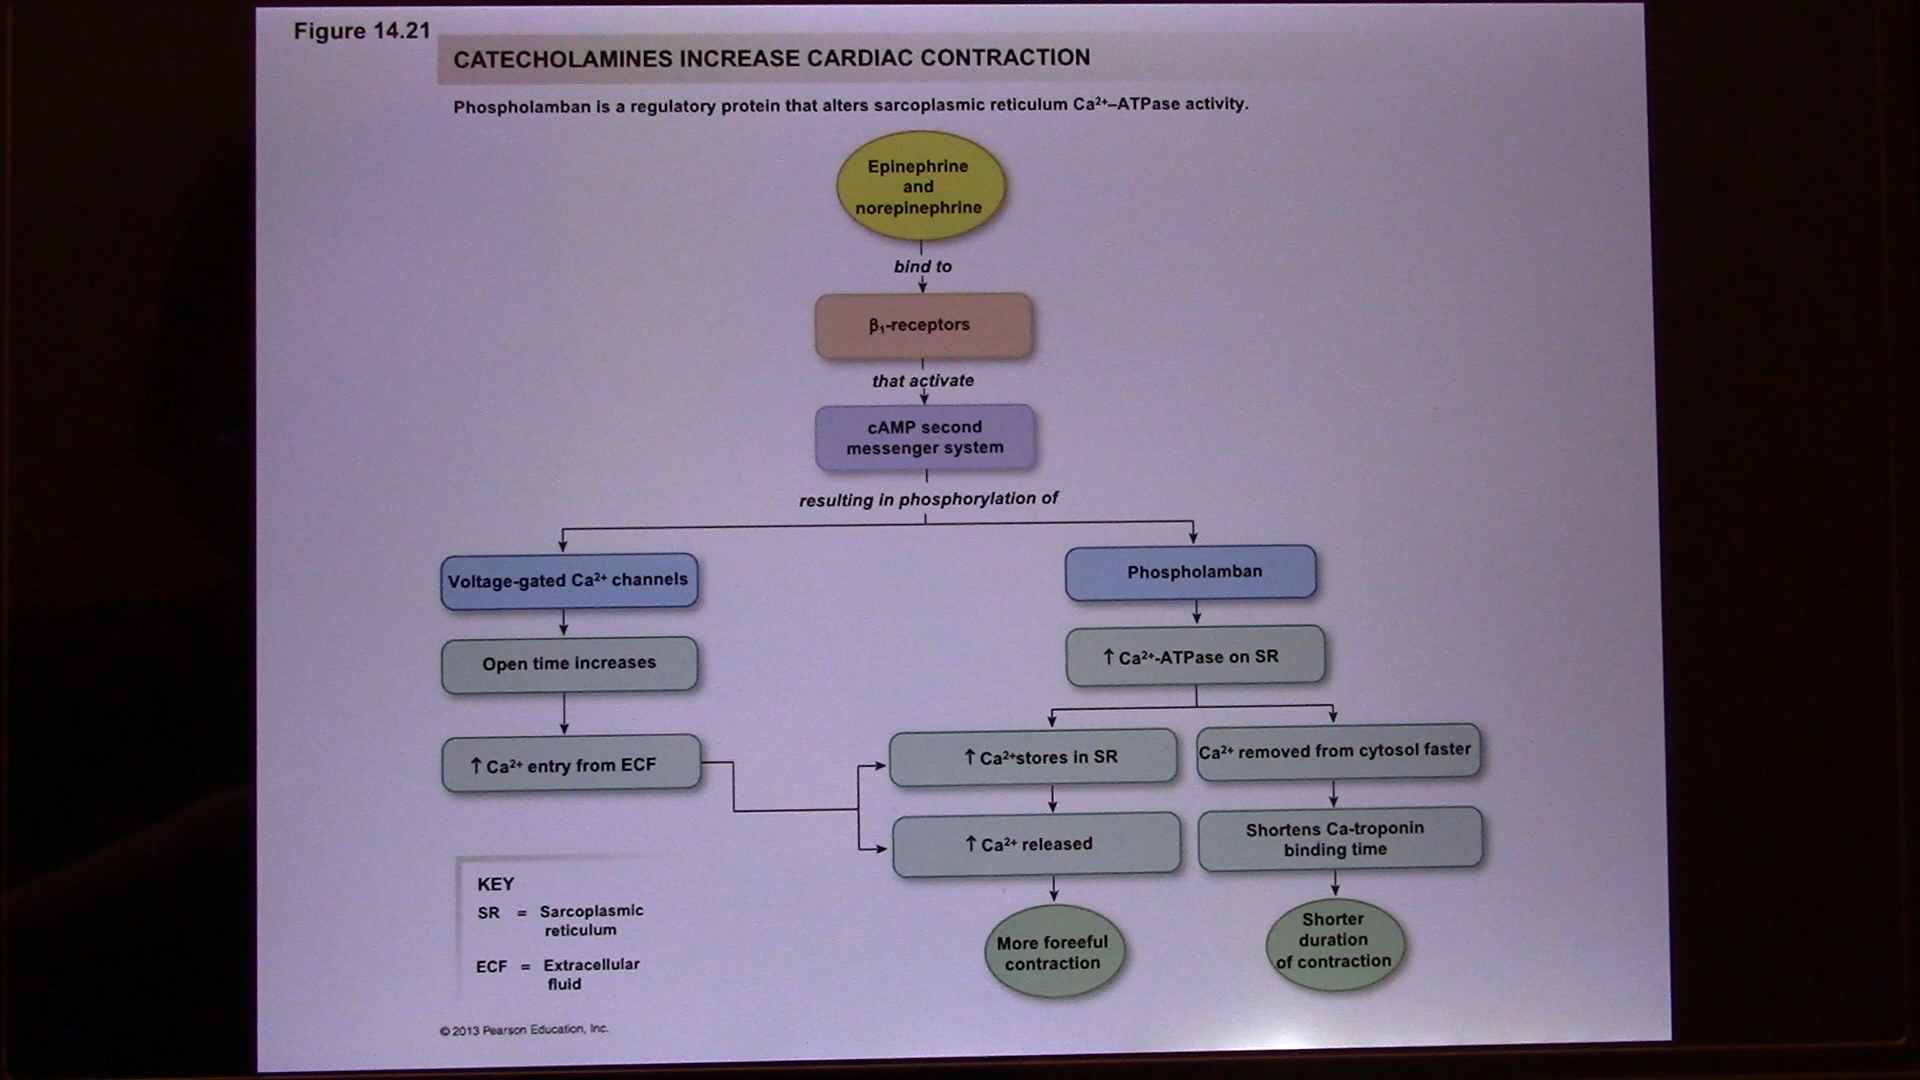 Figure 14.21
CATECHOLAMINES INCREASE CARDIAC CONTRACTION
Phospholamban is a regulatory protein that alters sarcoplasmic reticulum Ca²⁺–ATPase activity.
Epinephrine
and
norepinephrine
bind to
β₁-receptors
that activate
cAMP second
messenger system
resulting in phosphorylation of
Voltage-gated Ca²⁺ channels
Phospholamban
Open time increases
↑ Ca²⁺-ATPase on SR
↑ Ca²⁺ entry from ECF
↑ Ca²⁺stores in SR
Ca²⁺ removed from cytosol faster
↑ Ca²⁺ released
Shortens Ca-troponin
binding time
More foreeful
contraction
Shorter
duration
of contraction
KEY
SR = Sarcoplasmic
reticulum
ECF = Extracellular
fluid
© 2013 Pearson Education, Inc.